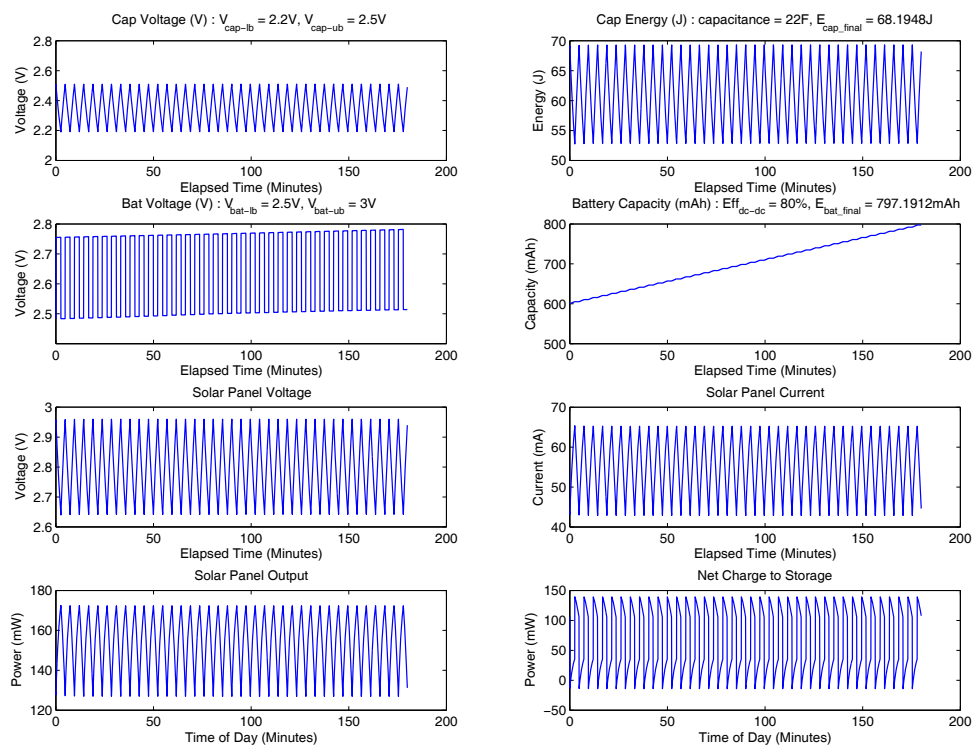 Cap Voltage (V) : V_cap−lb = 2.2V, V_cap−ub = 2.5V
2.8
2.6
2.4
2.2
2
Voltage (V)
0 50 100 150 200
Elapsed Time (Minutes)
Cap Energy (J) : capacitance = 22F, E_cap_final = 68.1948J
70
65
60
55
50
Energy (J)
0 50 100 150 200
Elapsed Time (Minutes)
Bat Voltage (V) : V_bat−lb = 2.5V, V_bat−ub = 3V
2.8
2.7
2.6
2.5
Voltage (V)
0 50 100 150 200
Elapsed Time (Minutes)
Battery Capacity (mAh) : Eff_dc−dc = 80%, E_bat_final = 797.1912mAh
800
700
600
500
Capacity (mAh)
0 50 100 150 200
Elapsed Time (Minutes)
Solar Panel Voltage
3
2.9
2.8
2.7
2.6
Voltage (V)
0 50 100 150 200
Elapsed Time (Minutes)
Solar Panel Current
70
60
50
40
Current (mA)
0 50 100 150 200
Elapsed Time (Minutes)
Solar Panel Output
180
160
140
120
Power (mW)
0 50 100 150 200
Time of Day (Minutes)
Net Charge to Storage
150
100
50
0
−50
Power (mW)
0 50 100 150 200
Time of Day (Minutes)